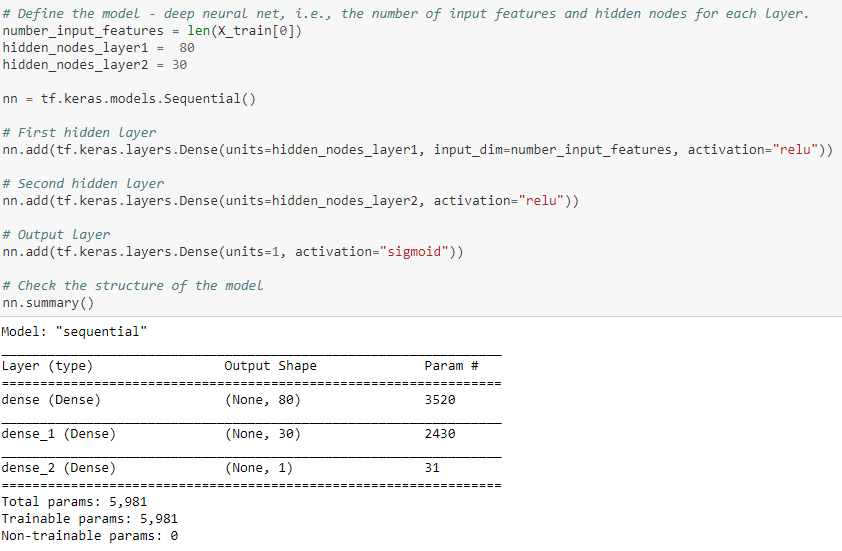 # Define the model - deep neural net, i.e., the number of input features and hidden nodes for each layer.
number_input_features = len(X_train[0])
hidden_nodes_layer1 =  80
hidden_nodes_layer2 = 30
nn = tf.keras.models.Sequential()
# First hidden layer
nn.add(tf.keras.layers.Dense(units=hidden_nodes_layer1, input_dim=number_input_features, activation="relu"))
# Second hidden layer
nn.add(tf.keras.layers.Dense(units=hidden_nodes_layer2, activation="relu"))
# Output layer
nn.add(tf.keras.layers.Dense(units=1, activation="sigmoid"))
# Check the structure of the model
nn.summary()
Model: "sequential"
_________________________________________________________________
Layer (type)                 Output Shape              Param #
=================================================================
dense (Dense)                (None, 80)                3520
_________________________________________________________________
dense_1 (Dense)              (None, 30)                2430
_________________________________________________________________
dense_2 (Dense)              (None, 1)                 31
=================================================================
Total params: 5,981
Trainable params: 5,981
Non-trainable params: 0